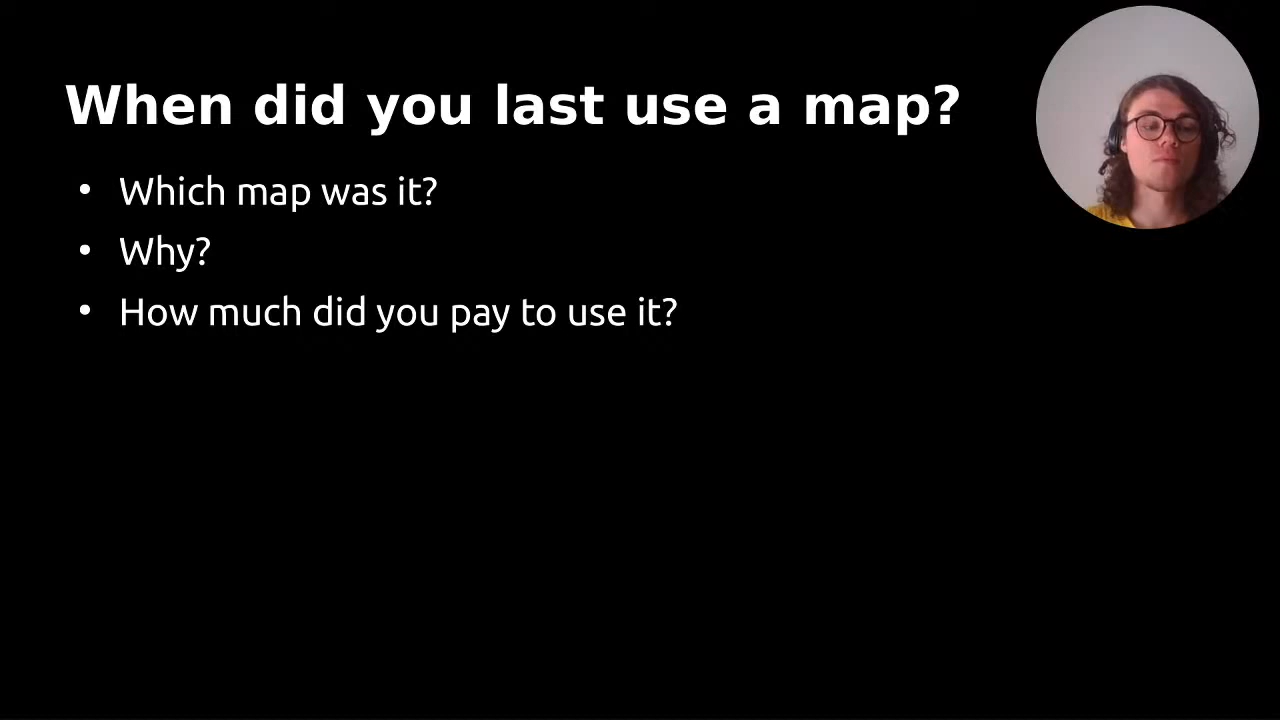 When did you last use a map?
• Which map was it?
• Why?
• How much did you pay to use it?